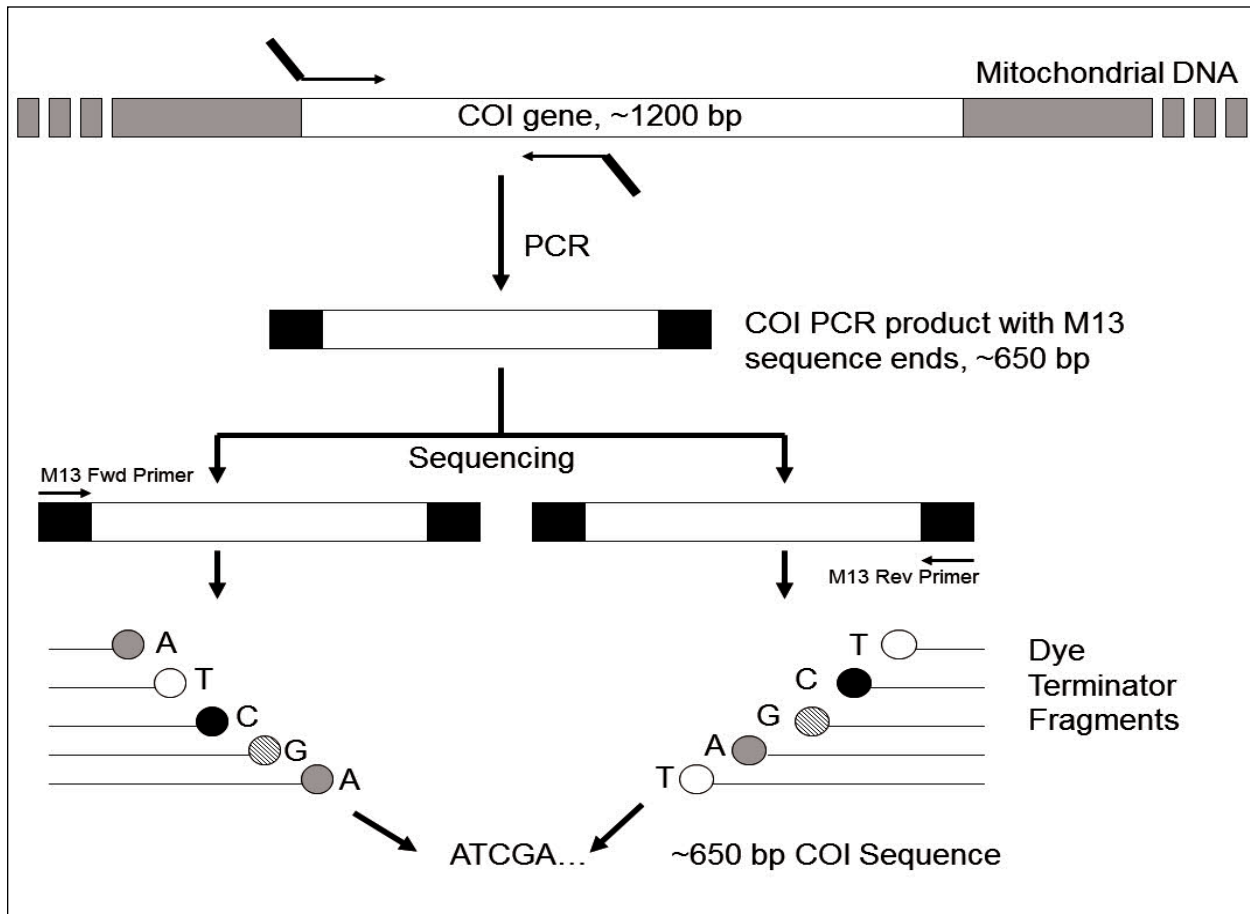 Mitochondrial DNA
COI gene, ~1200 bp
PCR
COI PCR product with M13
sequence ends, ~650 bp
Sequencing
M13 Fwd Primer
M13 Rev Primer
A
T
C
G
A
T
C
G
A
T
Dye
Terminator
Fragments
ATCGA…
~650 bp COI Sequence